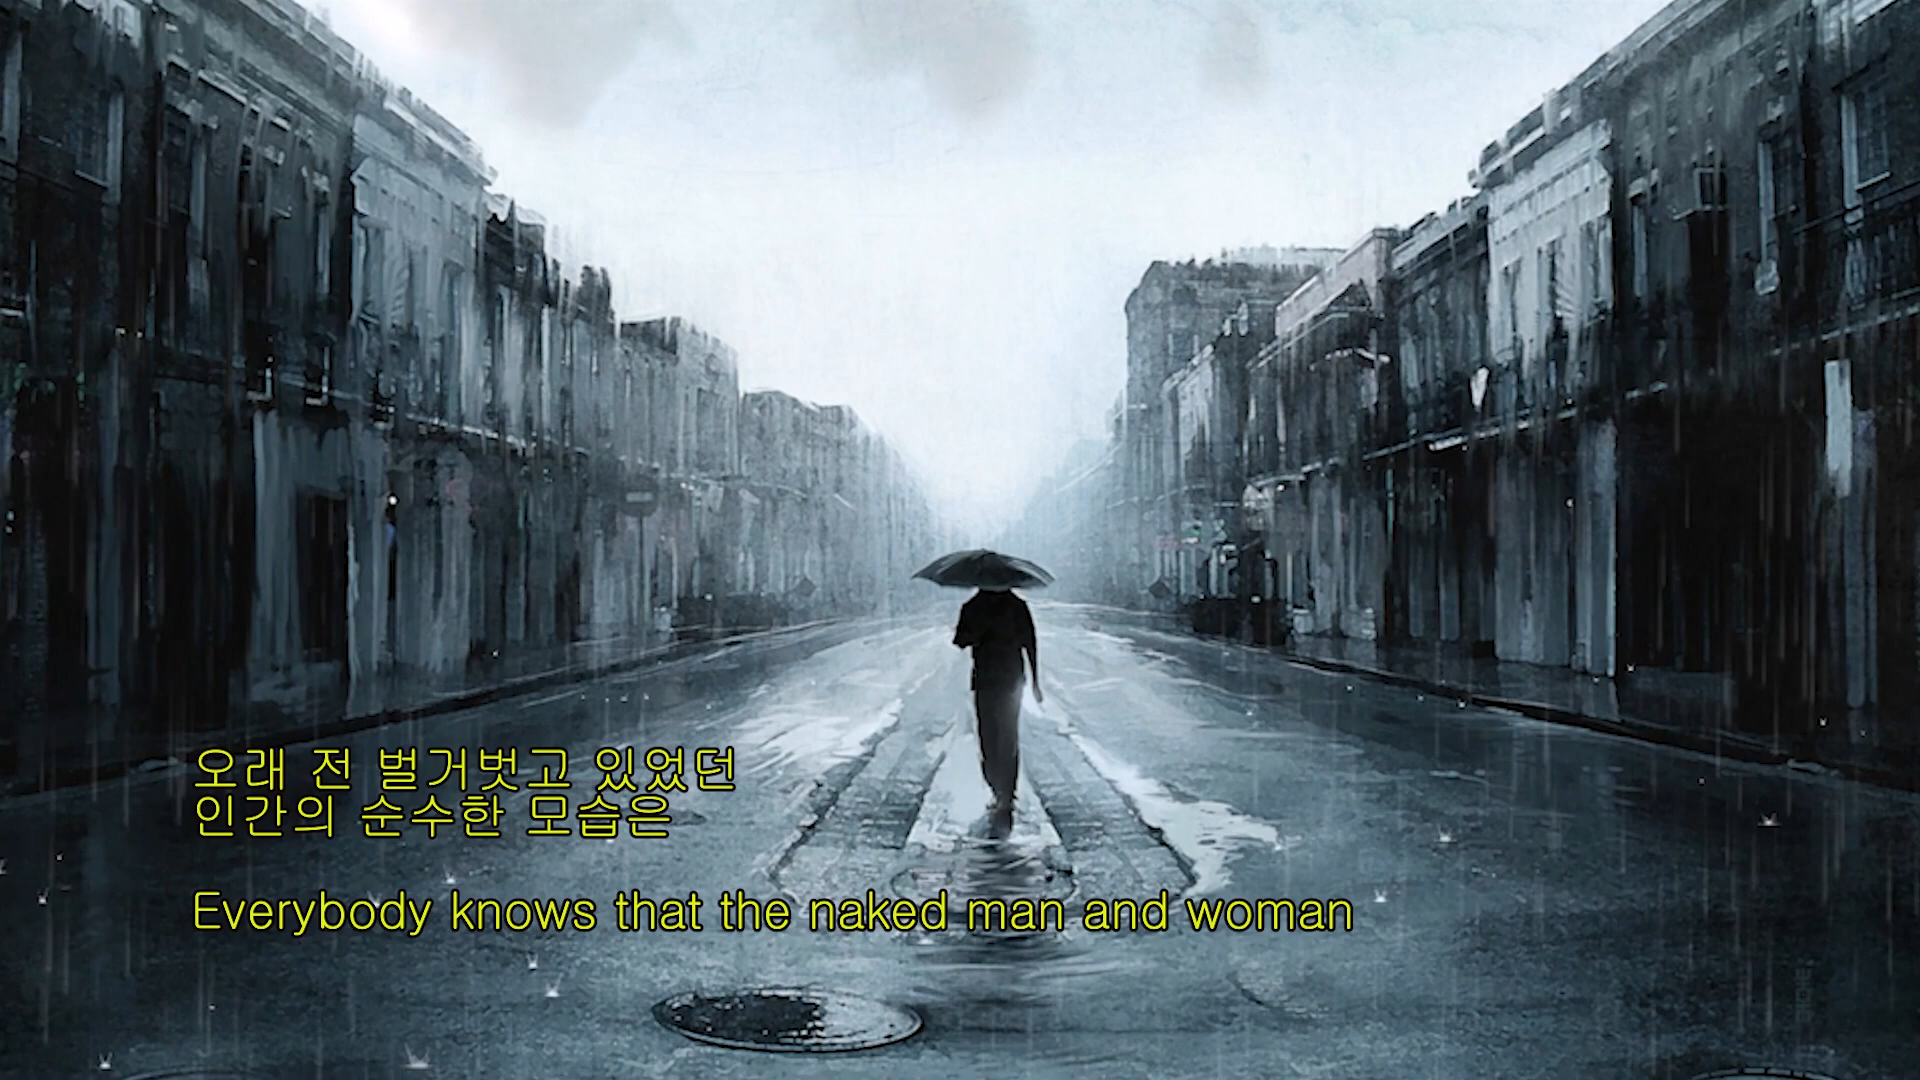 오래 전 벌거벗고 있었던
인간의 순수한 모습은
Everybody knows that the naked man and woman